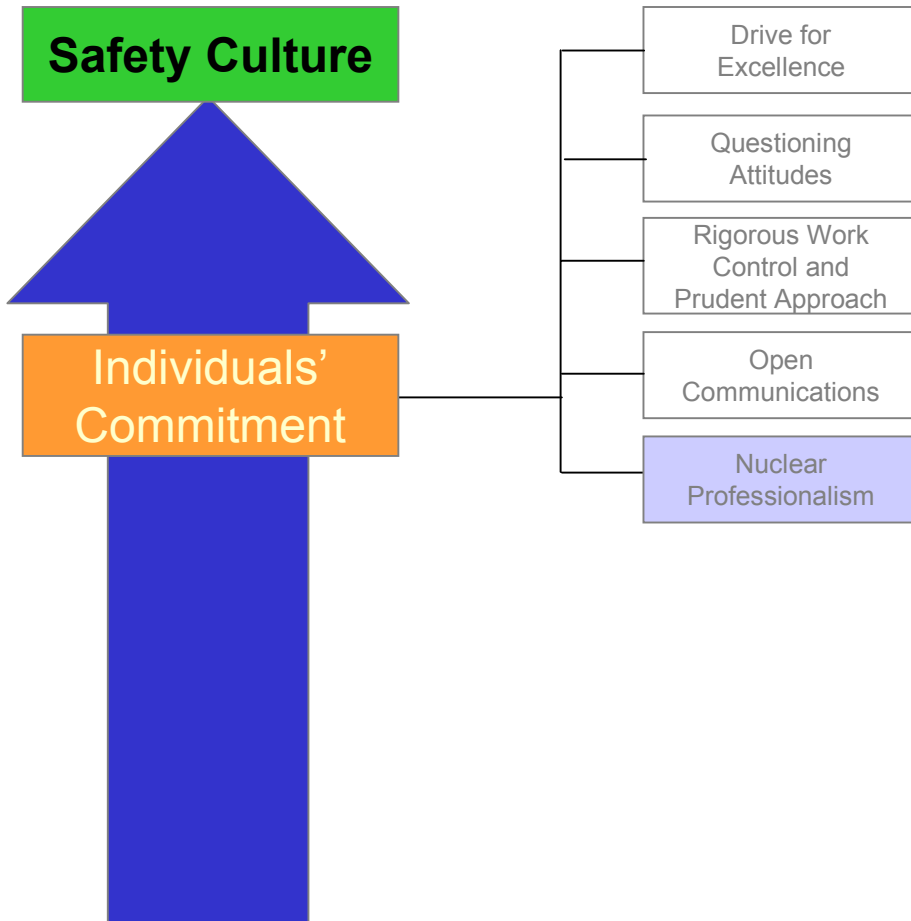 Safety Culture
Drive for
Excellence
Questioning
Attitudes
Rigorous Work
Control and
Prudent Approach
Individuals’
Commitment
Open
Communications
Nuclear
Professionalism